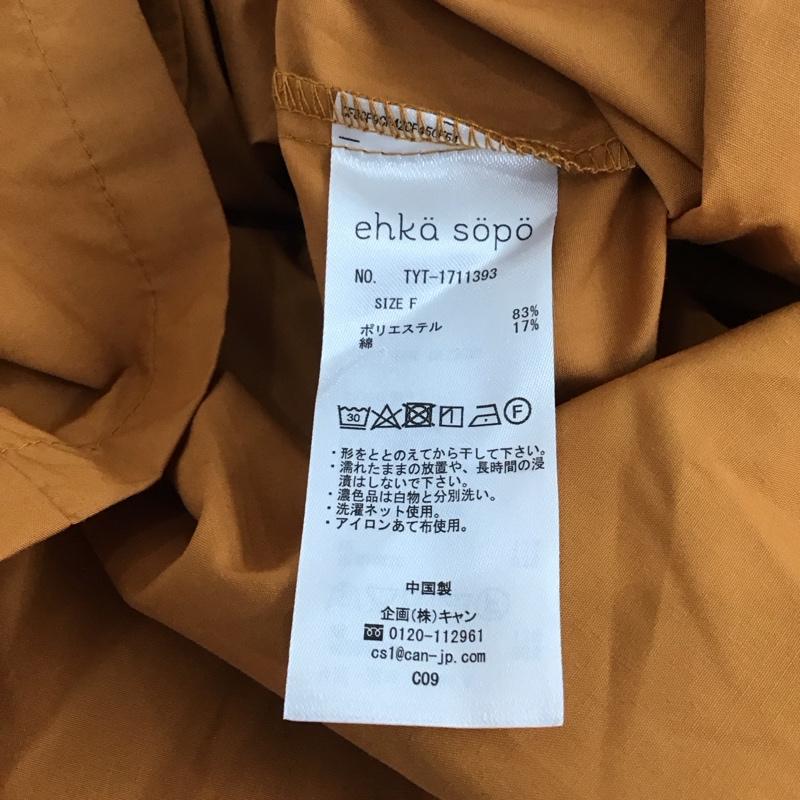 ehkä söpö
NO. TYT-1711393
SIZE F
ポリエステル 83%
綿 17%
30 F
・形をととのえてから干して下さい。
・濡れたままの放置や、長時間の浸
漬はしないで下さい。
・濃色品は白物と分別洗い。
・洗濯ネット使用。
・アイロンあて布使用。
中国製
企画(株)キャン
0120-112961
cs1@can-jp.com
C09